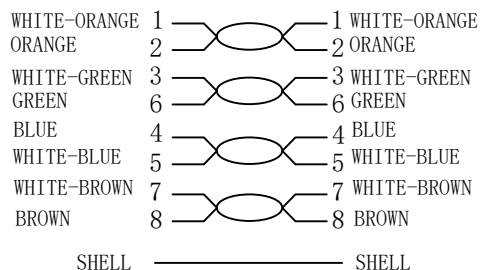 WHITE-ORANGE 1 1 WHITE-ORANGE
ORANGE 2 2 ORANGE
WHITE-GREEN 3 3 WHITE-GREEN
GREEN 6 6 GREEN
BLUE 4 4 BLUE
WHITE-BLUE 5 5 WHITE-BLUE
WHITE-BROWN 7 7 WHITE-BROWN
BROWN 8 8 BROWN
SHELL SHELL